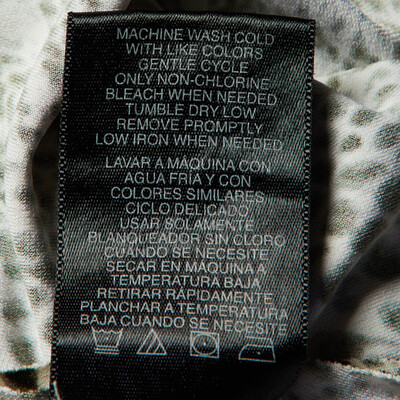 MACHINE WASH COLD
WITH LIKE COLORS
GENTLE CYCLE
ONLY NON-CHLORINE
BLEACH WHEN NEEDED
TUMBLE DRY LOW
REMOVE PROMPTLY
LOW IRON WHEN NEEDED
LAVAR A MAQUINA CON
AGUA FRÍA Y CON
COLORES SIMILARES
CICLO DELICADO
USAR SOLAMENTE
BLANQUEADOR SIN CLORO
CUANDO SE NECESITE
SECAR EN MÁQUINA A
TEMPERATURA BAJA
RETIRAR RÁPIDAMENTE
PLANCHAR A TEMPERATURA
BAJA CUANDO SE NECESITE